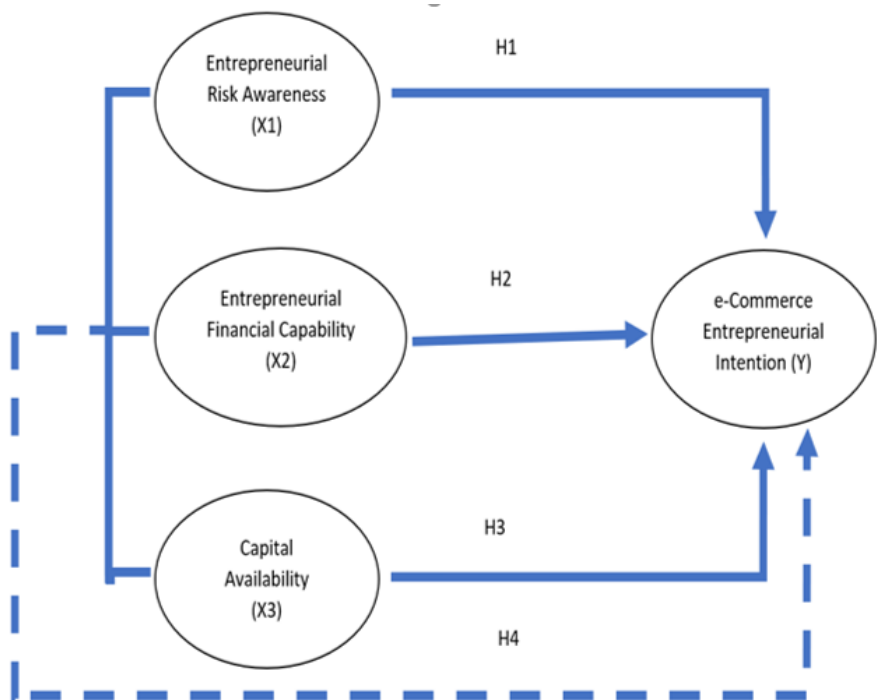 H1
Entrepreneurial
Risk Awareness
(X1)
H2
Entrepreneurial
Financial Capability
(X2)
e-Commerce
Entrepreneurial
Intention (Y)
H3
Capital
Availability
(X3)
H4